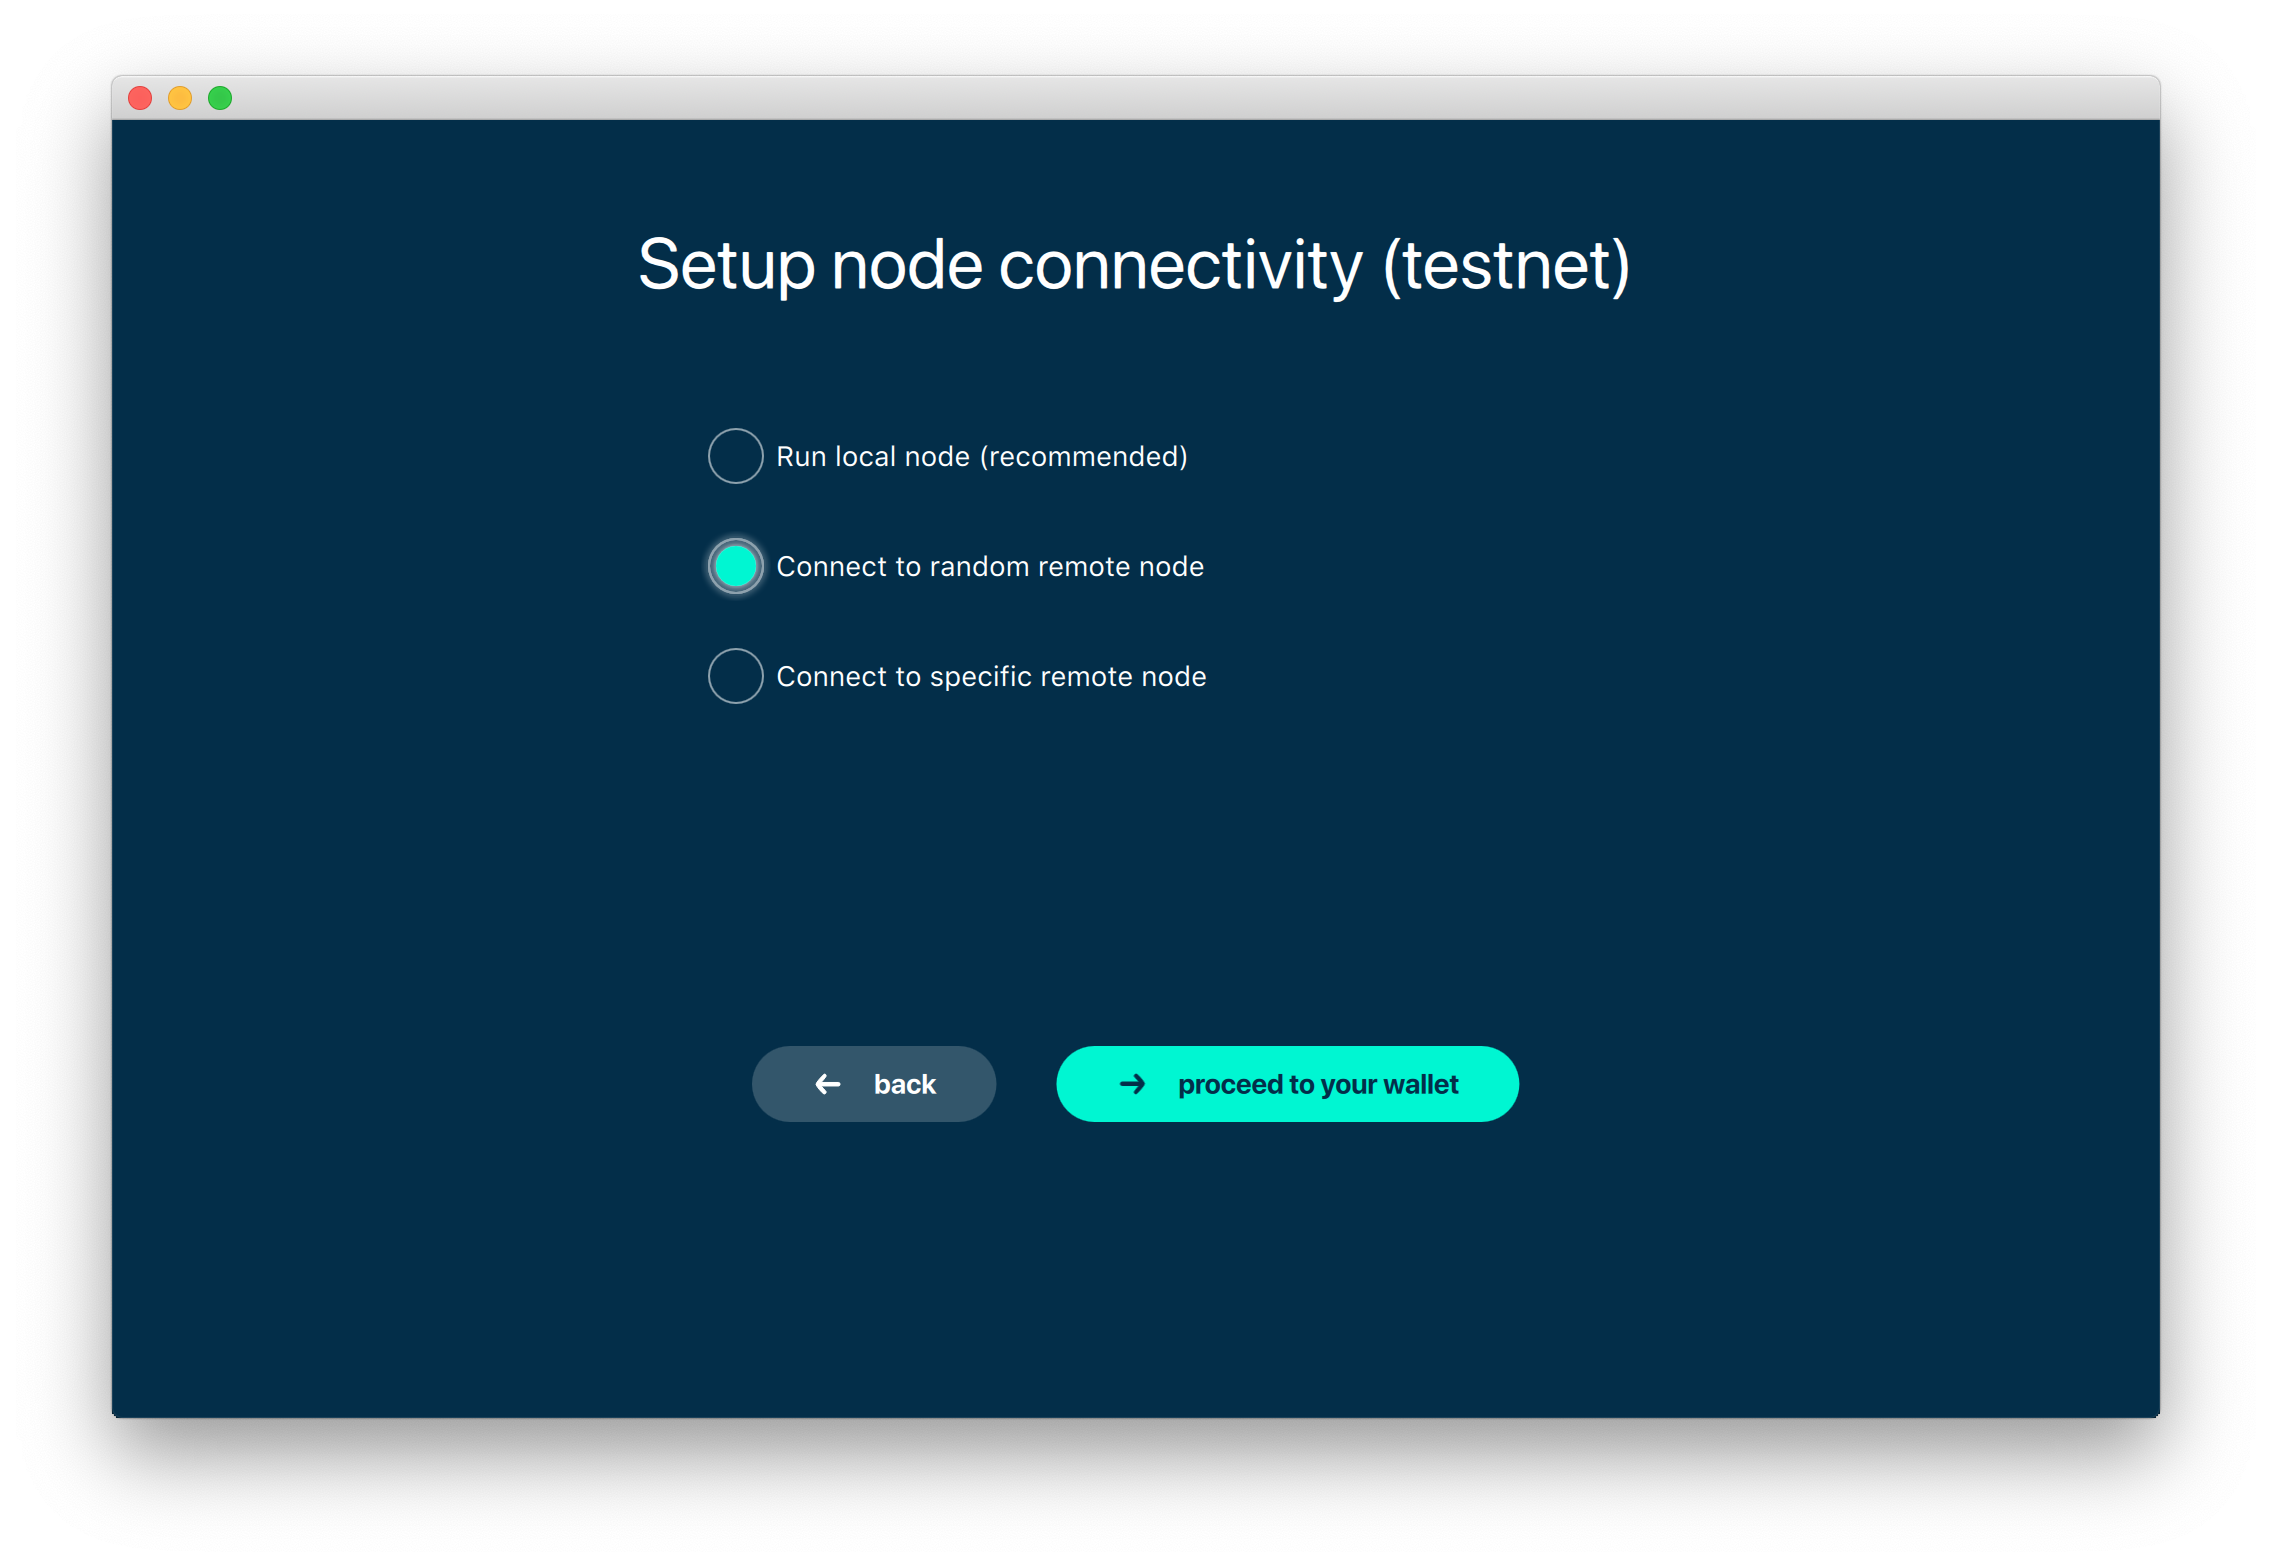 Setup node connectivity (testnet)
Run local node (recommended)
Connect to random remote node
Connect to specific remote node
back
proceed to your wallet